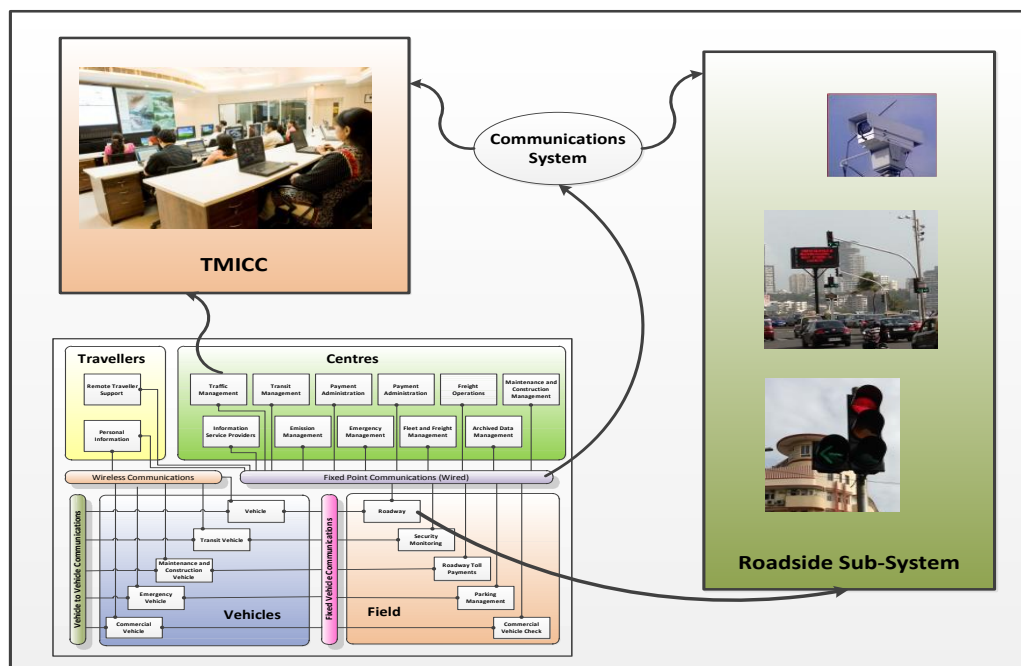 Communications
System
TMICC
Roadside Sub-System
Travellers
Remote Traveller
Support
Personal
Information
Centres
Traffic
Management
Transit
Management
Payment
Administration
Payment
Administration
Freight
Operations
Maintenance and
Construction
Management
Information
Service Providers
Emission
Management
Emergency
Management
Fleet and Freight
Management
Archived Data
Management
Wireless Communications
Fixed Point Communications (Wired)
Vehicle to Vehicle Communications
Vehicle
Transit Vehicle
Maintenance and
Construction
Vehicle
Emergency
Vehicle
Commercial
Vehicle
Vehicles
Fixed Vehicle Communications
Roadway
Security
Monitoring
Roadway Toll
Payments
Parking
Management
Commercial
Vehicle Check
Field